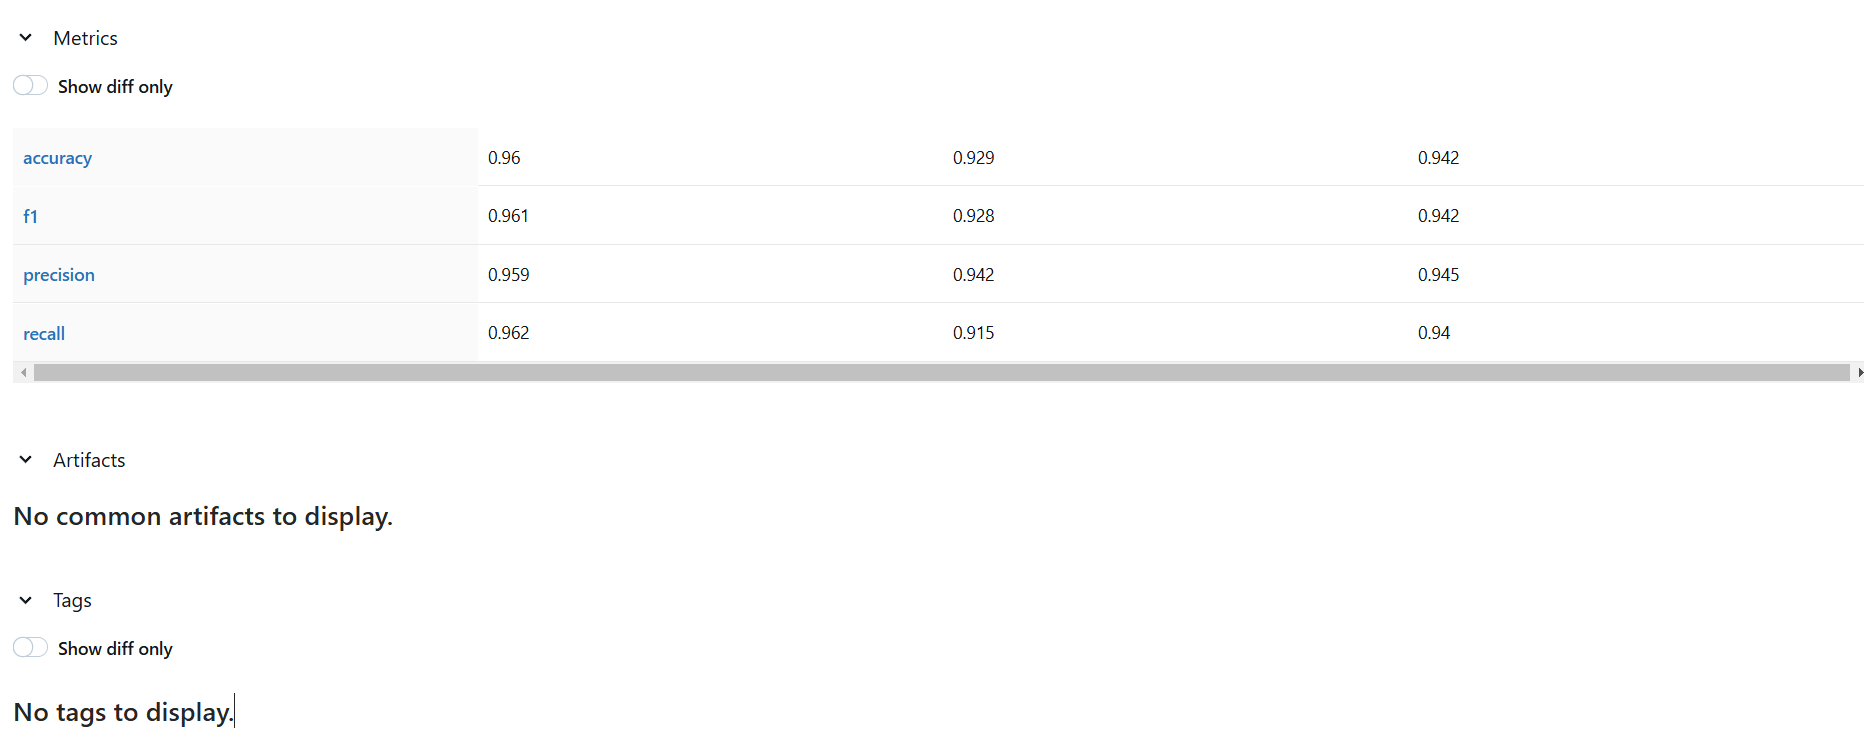 Metrics
Show diff only
accuracy 0.96 0.929 0.942
f1 0.961 0.928 0.942
precision 0.959 0.942 0.945
recall 0.962 0.915 0.94
Artifacts
No common artifacts to display.
Tags
Show diff only
No tags to display.